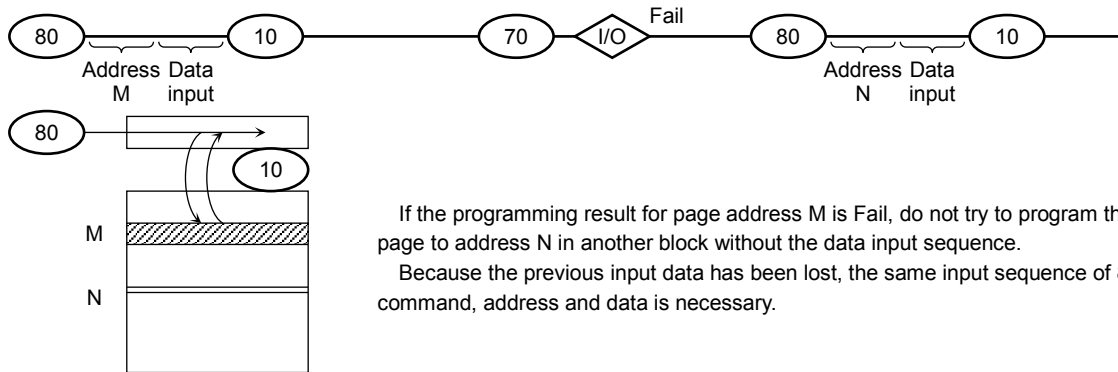 Fail
80 10 70 I/O 80 10
Address Data Address Data
M input N input
80
10
If the programming result for page address M is Fail, do not try to program th
M
page to address N in another block without the data input sequence.
Because the previous input data has been lost, the same input sequence of
N
command, address and data is necessary.